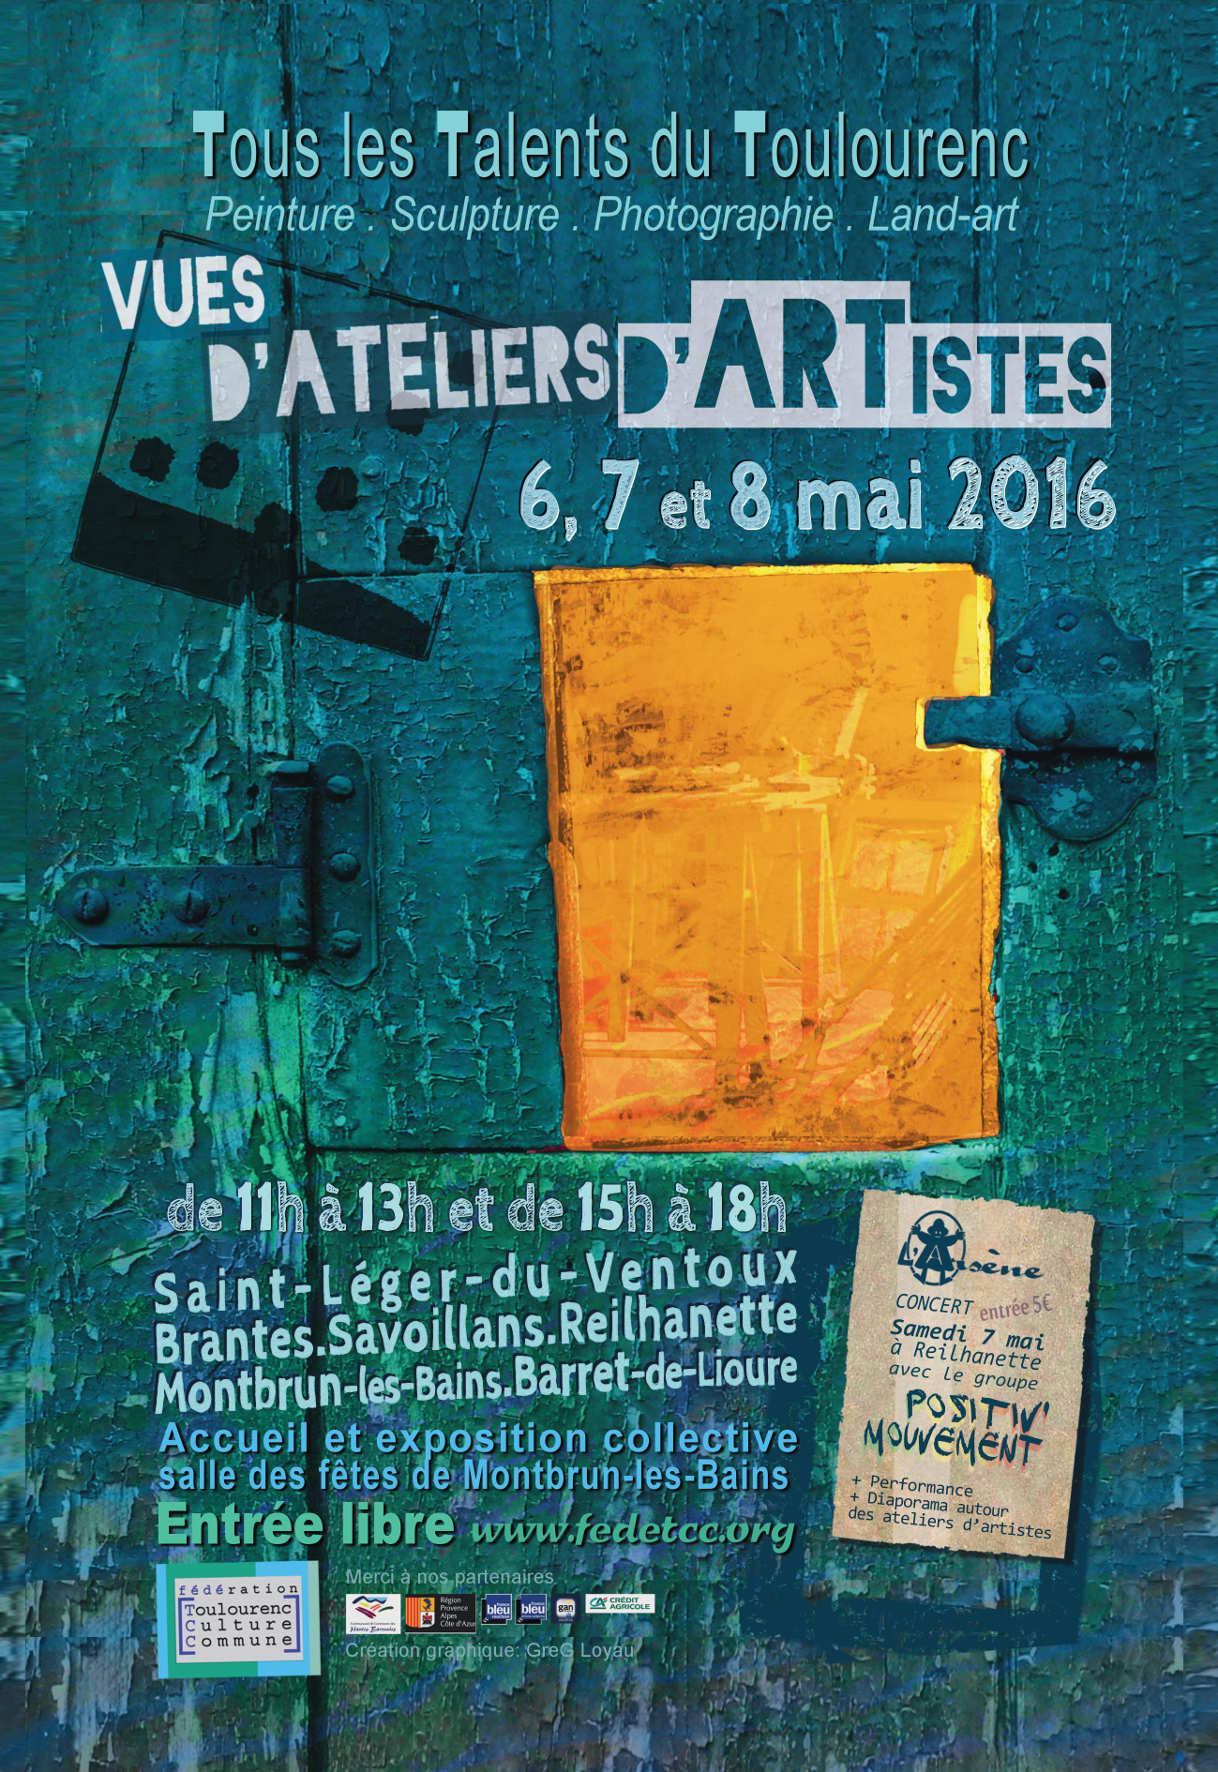 Tous les Talents du Toulourenc
Peinture . Sculpture . Photographie . Land-art
VUES
D'ATELIERS D'ARTISTES
6, 7 et 8 mai 2016
de 11h à 13h et de 15h à 18h
Saint-Léger-du-Ventoux
Brantes.Savoillans.Reilhanette
Montbrun-les-Bains.Barret-de-Lioure
Accueil et exposition collective
salle des fêtes de Montbrun-les-Bains
Entrée libre www.fedetcc.org
L'Arsène
CONCERT entrée 5€
Samedi 7 mai
à Reilhanette
avec le groupe
POSITIV'
MOUVEMENT
+ Performance
+ Diaporama autour
des ateliers d'artistes
fédération
Toulourenc
Culture
Commune
Merci à nos partenaires
Région
Provence
Alpes
Côte d'Azur
france
bleu
france
bleu
gan
CA CRÉDIT
AGRICOLE
Création graphique: GreG Loyau